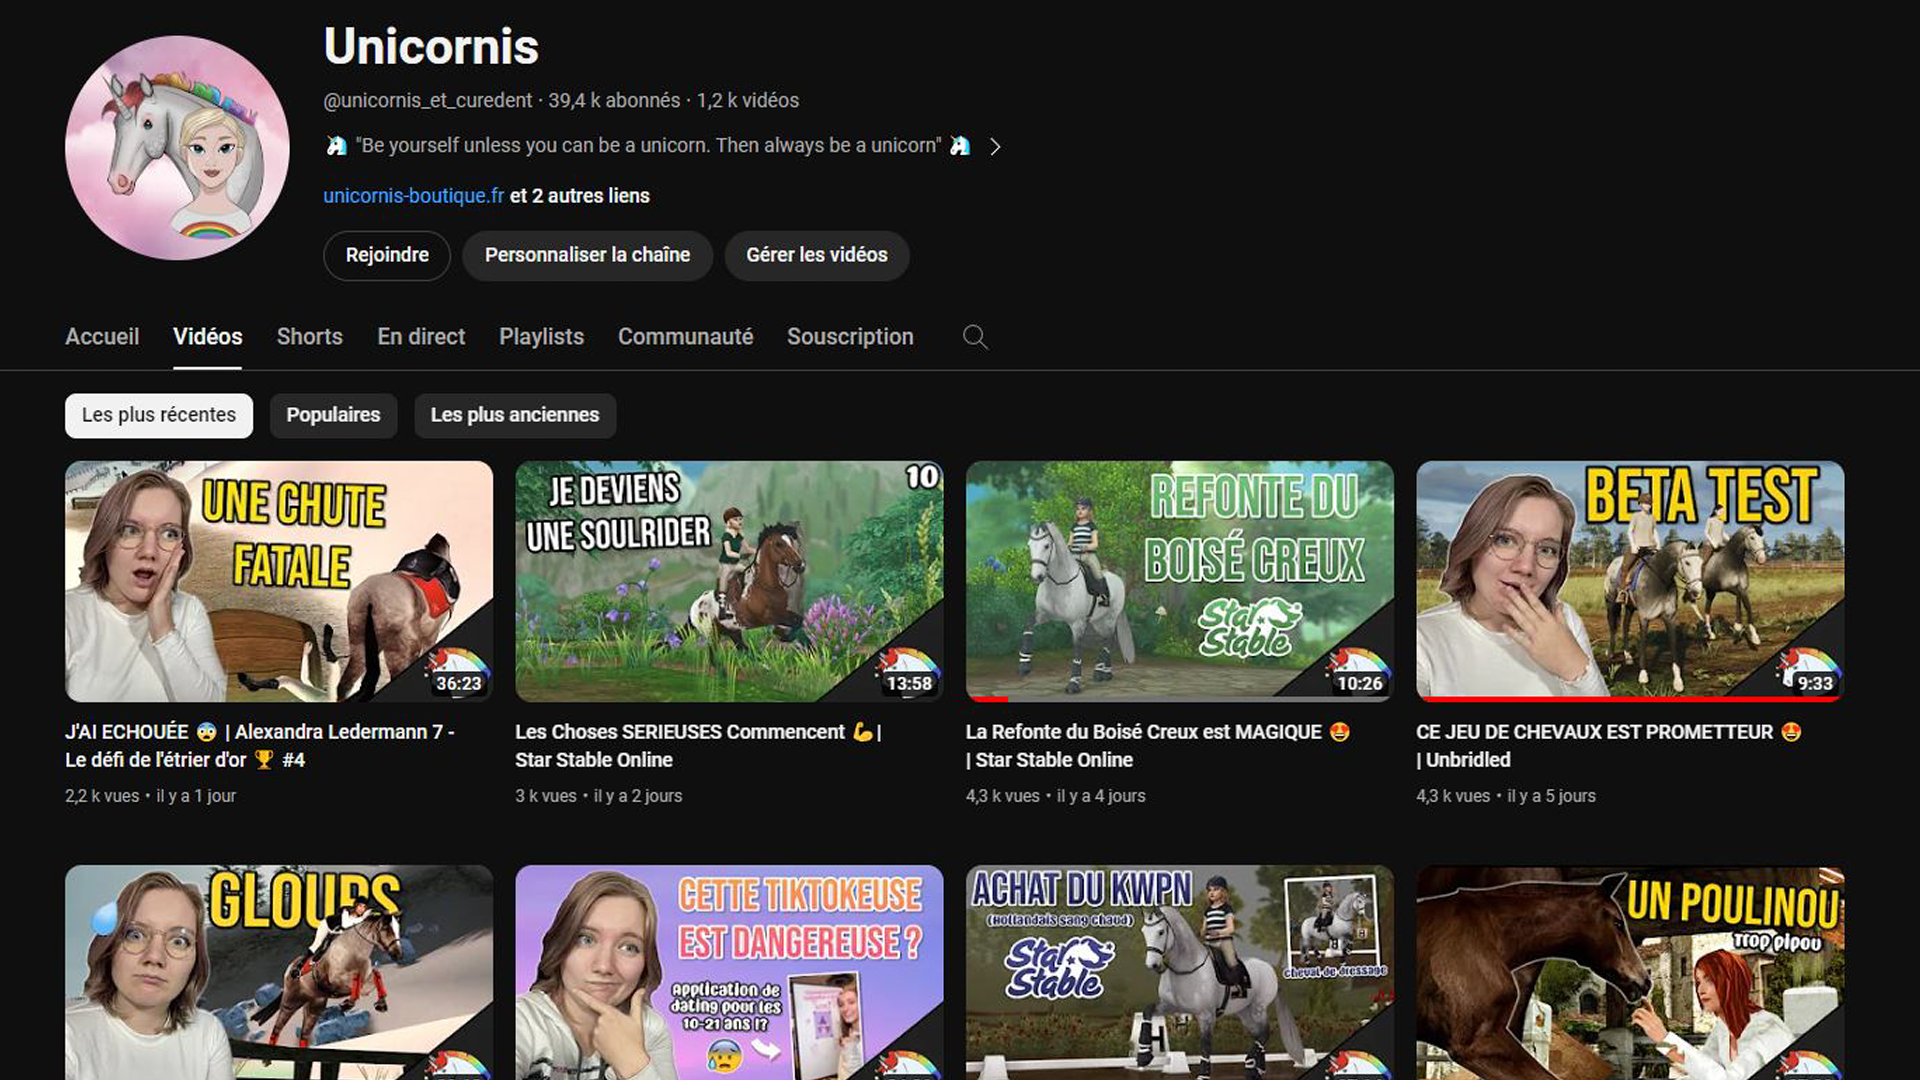 Unicornis
@unicornis_et_curedent · 39,4 k abonnés · 1,2 k vidéos
🦄 "Be yourself unless you can be a unicorn. Then always be a unicorn" 🦄
unicornis-boutique.fr et 2 autres liens
Rejoindre
Personnaliser la chaîne
Gérer les vidéos
Accueil
Vidéos
Shorts
En direct
Playlists
Communauté
Souscription
Les plus récentes
Populaires
Les plus anciennes
UNE CHUTE
FATALE
36:23
JE DEVIENS
UNE SOULRIDER
10
13:58
REFONTE DU
BOISÉ CREUX
Star
Stable
10:26
BETA TEST
9:33
J'AI ECHOUÉE 😨 | Alexandra Ledermann 7 -
Le défi de l'étrier d'or 🏆 #4
2,2 k vues • il y a 1 jour
Les Choses SERIEUSES Commencent 💪 |
Star Stable Online
3 k vues • il y a 2 jours
La Refonte du Boisé Creux est MAGIQUE 🤩
| Star Stable Online
4,3 k vues • il y a 4 jours
CE JEU DE CHEVAUX EST PROMETTEUR 🤩
| Unbridled
4,3 k vues • il y a 5 jours
GLOUPS
CETTE TIKTOKEUSE
EST DANGEREUSE ?
Application de
dating pour les
10-21 ans !?
ACHAT DU KWPN
(Hollandais sang chaud)
Star
Stable
cheval de dressage
UN POULINOU
Trop pipou